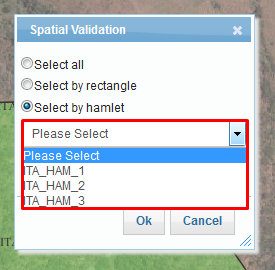 Spatial Validation
Select all
Select by rectangle
Select by hamlet
Please Select
Please Select
ITA_HAM_1
ITA_HAM_2
ITA_HAM_3
Ok Cancel